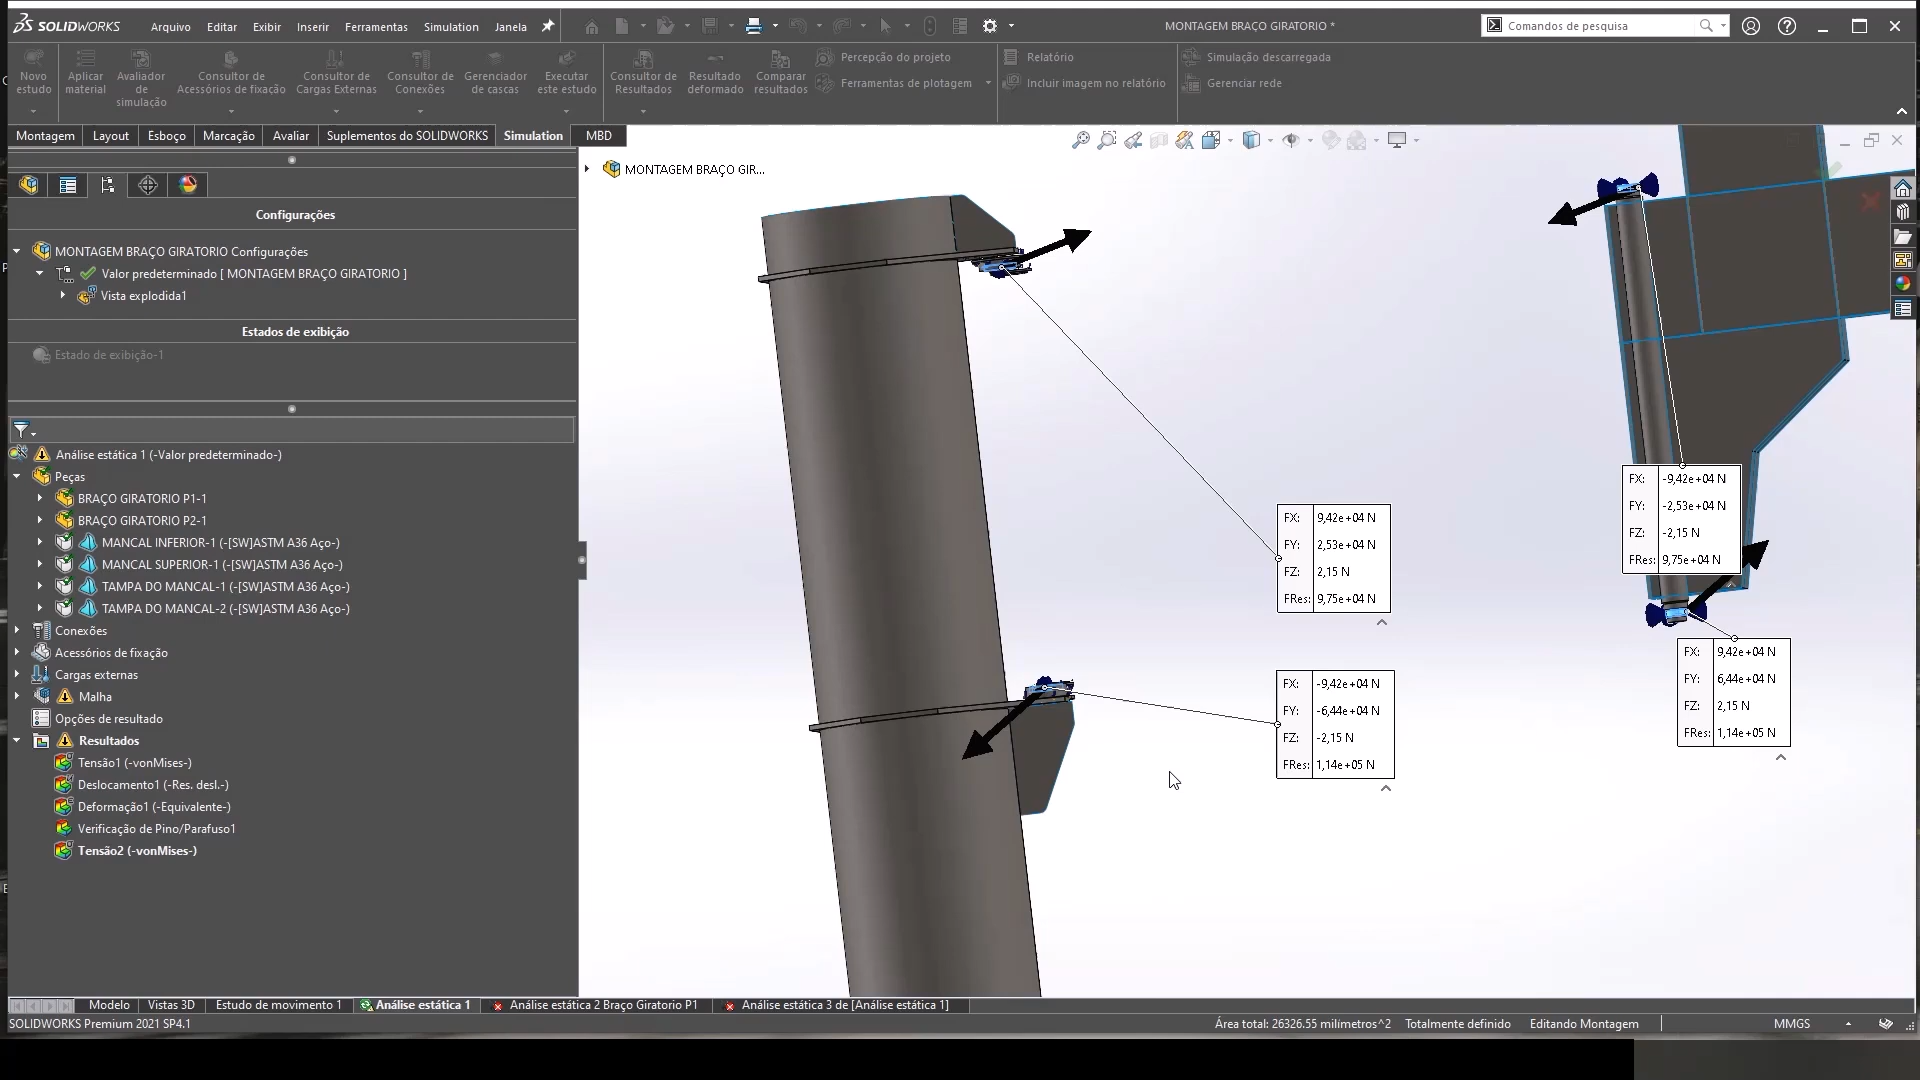 SOLIDWORKS
Arquivo Editar Exibir Inserir Ferramentas Simulation Janela
MONTAGEM BRAÇO GIRATORIO *
Comandos de pesquisa
Novo estudo
Aplicar material
Avaliador de simulação
Consultor de Acessórios de fixação
Consultor de Cargas Externas
Consultor de Conexões
Gerenciador de cascas
Executar este estudo
Consultor de Resultados
Resultado deformado
Comparar resultados
Percepção do projeto
Ferramentas de plotagem
Relatório
Incluir imagem no relatório
Simulação descarregada
Gerenciar rede
Montagem Layout Esboço Marcação Avaliar Suplementos do SOLIDWORKS Simulation MBD
MONTAGEM BRAÇO GIR...
Configurações
MONTAGEM BRAÇO GIRATORIO Configurações
Valor predeterminado [ MONTAGEM BRAÇO GIRATORIO ]
Vista explodida1
Estados de exibição
Estado de exibição-1
Análise estática 1 (-Valor predeterminado-)
Peças
BRAÇO GIRATORIO P1-1
BRAÇO GIRATORIO P2-1
MANCAL INFERIOR-1 (-[SW]ASTM A36 Aço-)
MANCAL SUPERIOR-1 (-[SW]ASTM A36 Aço-)
TAMPA DO MANCAL-1 (-[SW]ASTM A36 Aço-)
TAMPA DO MANCAL-2 (-[SW]ASTM A36 Aço-)
Conexões
Acessórios de fixação
Cargas externas
Malha
Opções de resultado
Resultados
Tensão1 (-vonMises-)
Deslocamento1 (-Res. desl.-)
Deformação1 (-Equivalente-)
Verificação de Pino/Parafuso1
Tensão2 (-vonMises-)
FX: 9,42e+04 N
FY: 2,53e+04 N
FZ: 2,15 N
FRes: 9,75e+04 N
FX: -9,42e+04 N
FY: -6,44e+04 N
FZ: -2,15 N
FRes: 1,14e+05 N
FX: -9,42e+04 N
FY: -2,53e+04 N
FZ: -2,15 N
FRes: 9,75e+04 N
FX: 9,42e+04 N
FY: 6,44e+04 N
FZ: 2,15 N
FRes: 1,14e+05 N
Modelo Vistas 3D Estudo de movimento 1 Análise estática 1 Análise estática 2 Braço Giratorio P1 Análise estática 3 de [Análise estática 1]
SOLIDWORKS Premium 2021 SP4.1
Área total: 26326.55 milímetros^2 Totalmente definido Editando Montagem MMGS